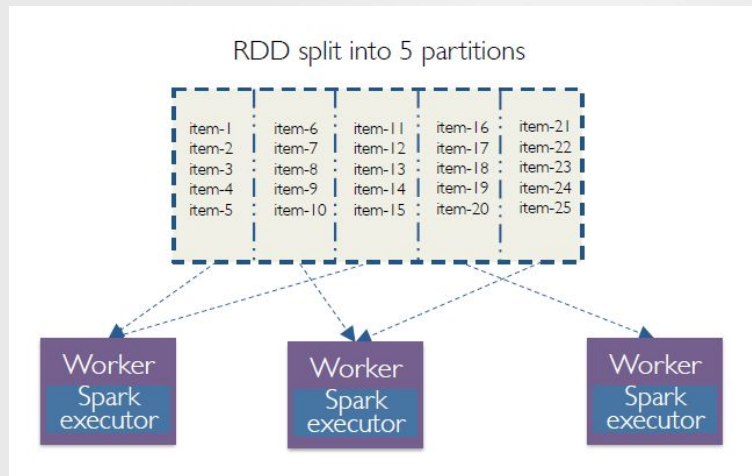 RDD split into 5 partitions
item-1
item-2
item-3
item-4
item-5
item-6
item-7
item-8
item-9
item-10
item-11
item-12
item-13
item-14
item-15
item-16
item-17
item-18
item-19
item-20
item-21
item-22
item-23
item-24
item-25
Worker
Spark
executor
Worker
Spark
executor
Worker
Spark
executor